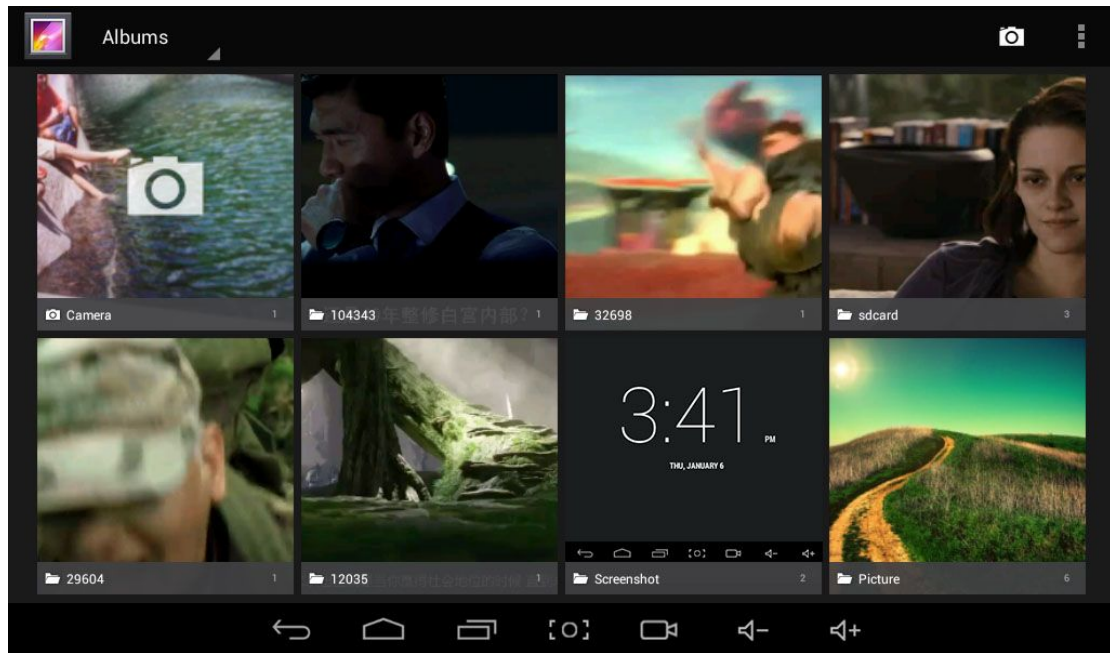 Albums
Camera 1
104343 1
年整修白宫内部?
32698 1
sdcard 3
29604 1
12035 1
3:41 PM
THU, JANUARY 6
Screenshot 2
Picture 6